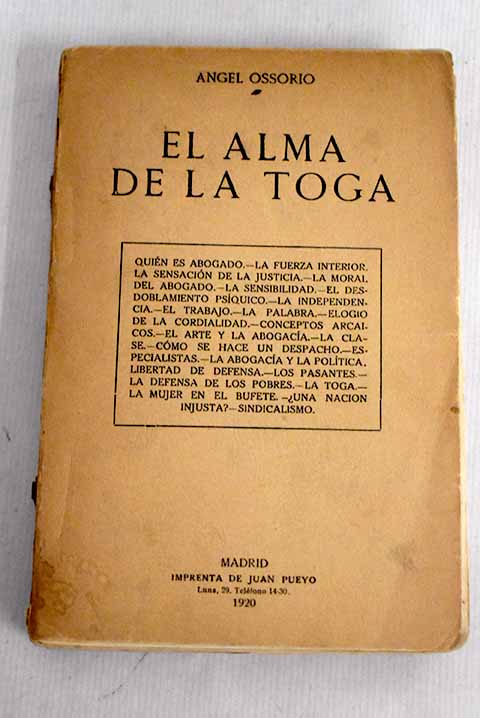 ANGEL OSSORIO
EL ALMA
DE LA TOGA
QUIÉN ES ABOGADO.—LA FUERZA INTERIOR.
LA SENSACIÓN DE LA JUSTICIA.—LA MORAL
DEL ABOGADO.—LA SENSIBILIDAD.—EL DES-
DOBLAMIENTO PSÍQUICO.—LA INDEPENDEN-
CIA.—EL TRABAJO.—LA PALABRA.—ELOGIO
DE LA CORDIALIDAD.—CONCEPTOS ARCAI-
COS.—EL ARTE Y LA ABOGACÍA.—LA CLA-
SE.—CÓMO SE HACE UN DESPACHO.—ES-
PECIALISTAS.—LA ABOGACÍA Y LA POLÍTICA.
LIBERTAD DE DEFENSA.—LOS PASANTES.—
LA DEFENSA DE LOS POBRES.—LA TOGA.—
LA MUJER EN EL BUFETE.—¿UNA NACION
INJUSTA?—SINDICALISMO.
MADRID
IMPRENTA DE JUAN PUEYO
Luna, 29. Teléfono 14-30.
1920